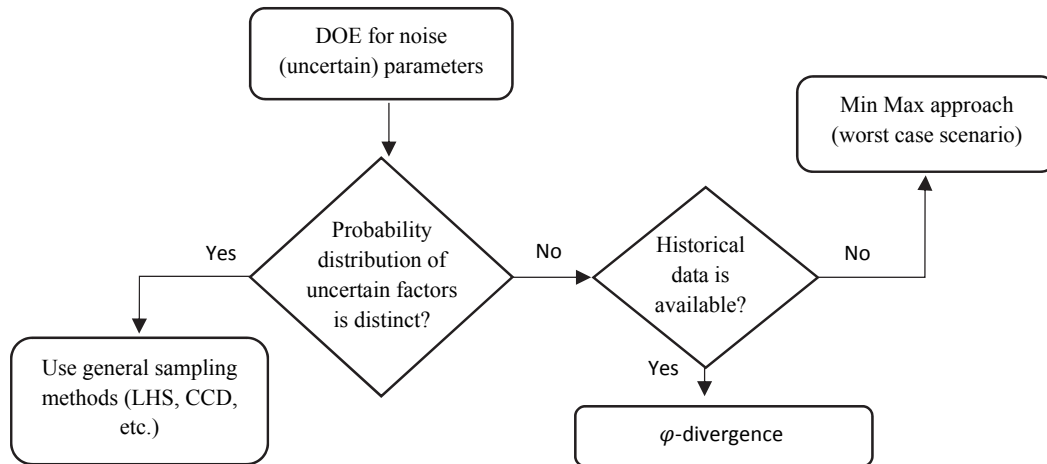 DOE for noise
(uncertain) parameters
Min Max approach
(worst case scenario)
Probability
distribution of
uncertain factors
is distinct?
Yes
No
Historical
data is
available?
No
Use general sampling
methods (LHS, CCD,
etc.)
Yes
φ-divergence